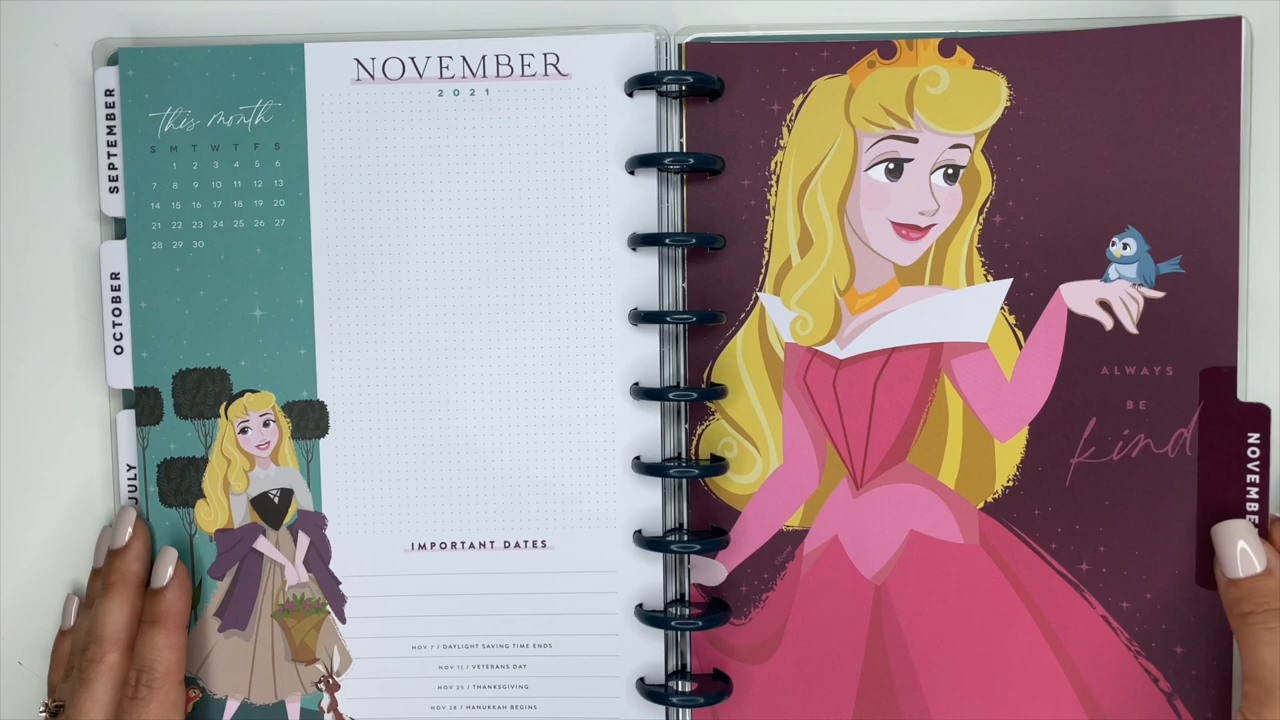 SEPTEMBER
OCTOBER
JULY
this month
S M T W T F S
1 2 3 4 5 6
7 8 9 10 11 12 13
14 15 16 17 18 19 20
21 22 23 24 25 26 27
28 29 30
NOVEMBER
2021
IMPORTANT DATES
NOV 7 / DAYLIGHT SAVING TIME ENDS
NOV 11 / VETERANS DAY
NOV 25 / THANKSGIVING
NOV 28 / HANUKKAH BEGINS
ALWAYS
BE
kind
NOVEMBE